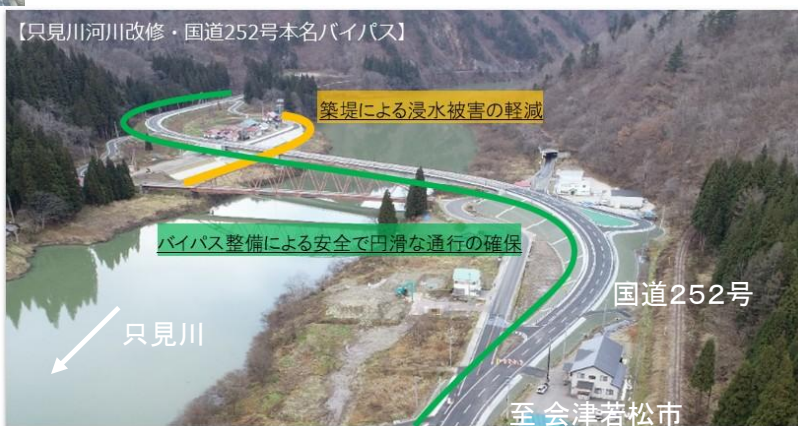 【只見川河川改修・国道252号本名バイパス】
築堤による浸水被害の軽減
バイパス整備による安全で円滑な通行の確保
国道252号
只見川
至 会津若松市